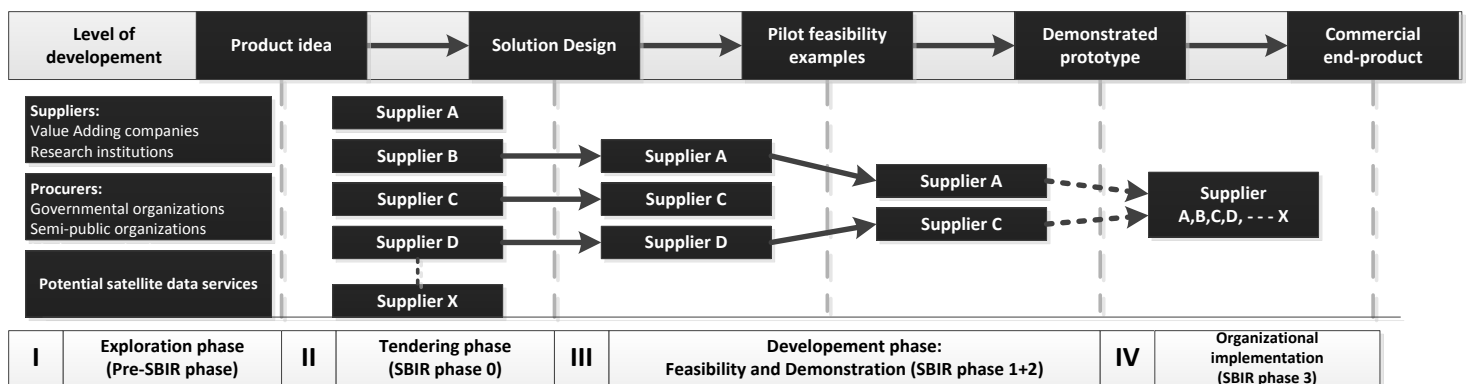 Level of
developement
Product idea
Solution Design
Pilot feasibility
examples
Demonstrated
prototype
Commercial
end-product
Suppliers:
Value Adding companies
Research institutions
Procurers:
Governmental organizations
Semi-public organizations
Potential satellite data services
Supplier A
Supplier B
Supplier C
Supplier D
Supplier X
Supplier A
Supplier C
Supplier D
Supplier A
Supplier C
Supplier
A,B,C,D, - - - X
I
Exploration phase
(Pre-SBIR phase)
II
Tendering phase
(SBIR phase 0)
III
Developement phase:
Feasibility and Demonstration (SBIR phase 1+2)
IV
Organizational
implementation
(SBIR phase 3)